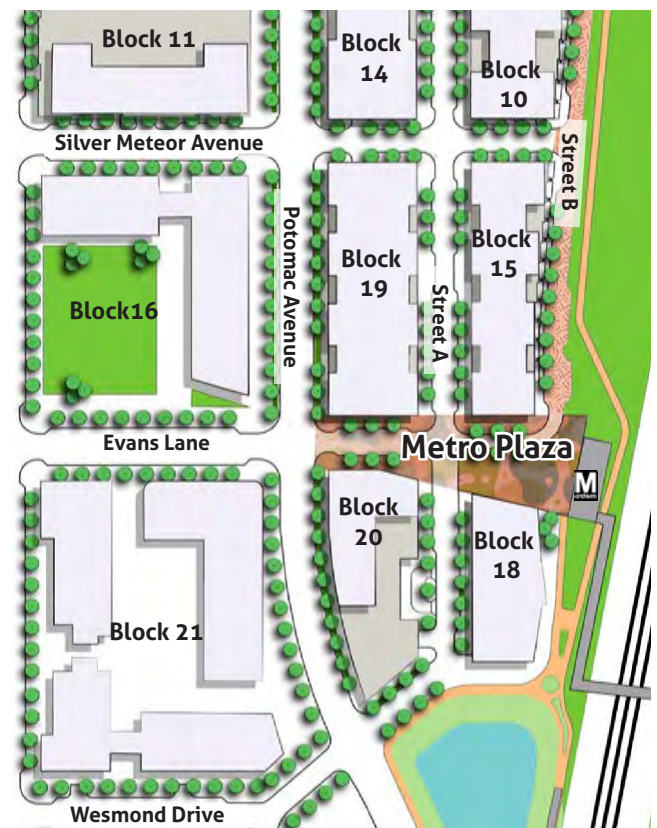 Block 11
Block
14
Block
10
Silver Meteor Avenue
Street B
Potomac Avenue
Block
19
Block
15
Block16
Street A
Evans Lane
Metro Plaza
M
Block
20
Block
18
Block 21
Wesmond Drive